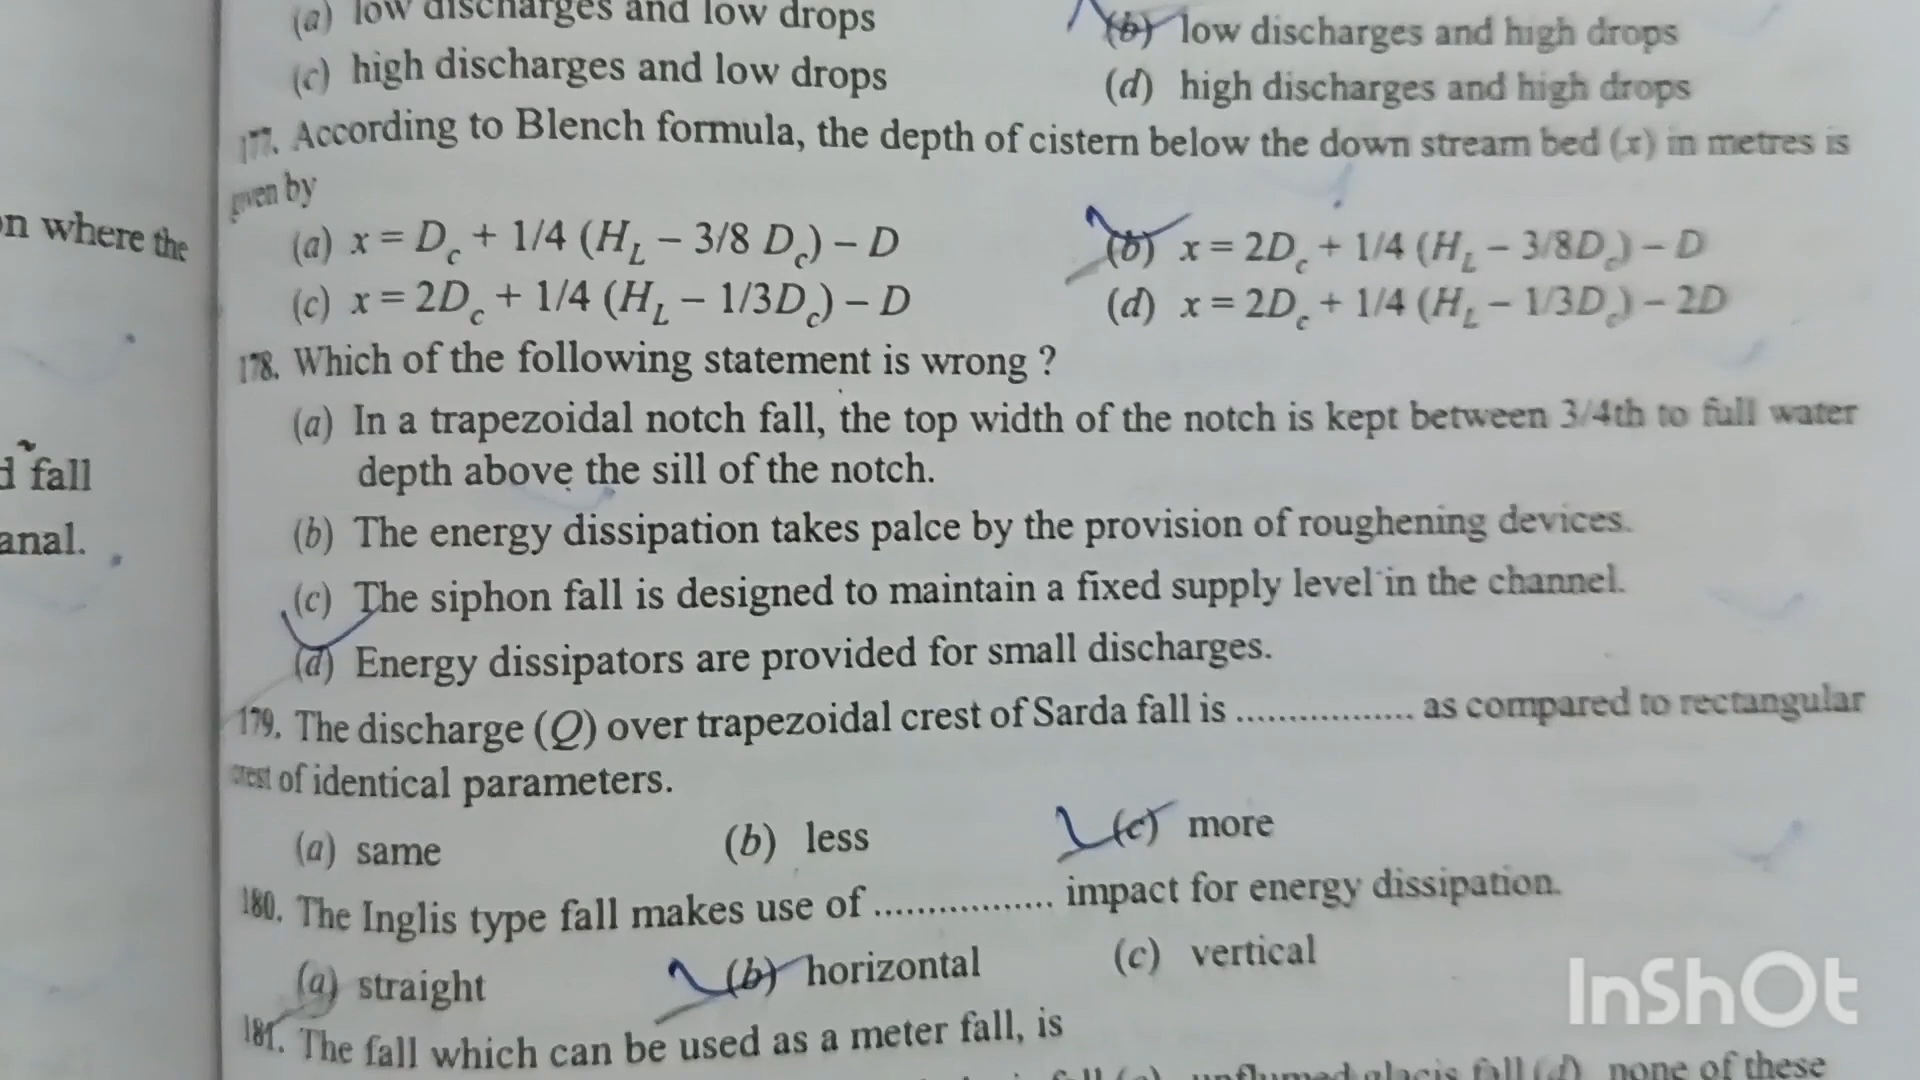 (a) low discharges and low drops
(b) low discharges and high drops
(c) high discharges and low drops
(d) high discharges and high drops
177. According to Blench formula, the depth of cistern below the down stream bed (x) in metres is
given by
on where the
(a) x = D_c + 1/4 (H_L – 3/8 D_c) – D
(b) x = 2D_c + 1/4 (H_L – 3/8D_c) – D
(c) x = 2D_c + 1/4 (H_L – 1/3D_c) – D
(d) x = 2D_c + 1/4 (H_L – 1/3D_c) – 2D
178. Which of the following statement is wrong ?
(a) In a trapezoidal notch fall, the top width of the notch is kept between 3/4th to full water
depth above the sill of the notch.
d fall
(b) The energy dissipation takes palce by the provision of roughening devices.
anal.
(c) The siphon fall is designed to maintain a fixed supply level in the channel.
(d) Energy dissipators are provided for small discharges.
179. The discharge (Q) over trapezoidal crest of Sarda fall is ................. as compared to rectangular
crest of identical parameters.
(a) same (b) less (c) more
180. The Inglis type fall makes use of ................. impact for energy dissipation.
(a) straight (b) horizontal (c) vertical
181. The fall which can be used as a meter fall, is
unflumed glacis fall (d) none of these
InShOt